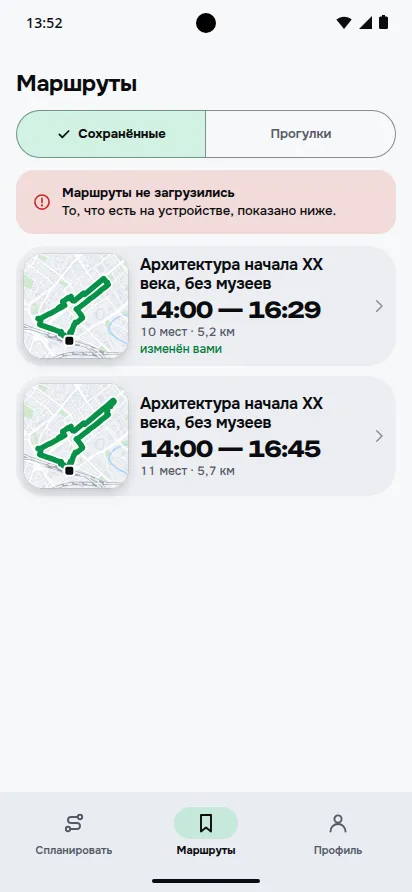 13:52
Маршруты
Сохранённые
Прогулки
Маршруты не загрузились
То, что есть на устройстве, показано ниже.
Архитектура начала XX
века, без музеев
14:00 — 16:29
10 мест · 5,2 км
изменён вами
Архитектура начала XX
века, без музеев
14:00 — 16:45
11 мест · 5,7 км
Спланировать
Маршруты
Профиль